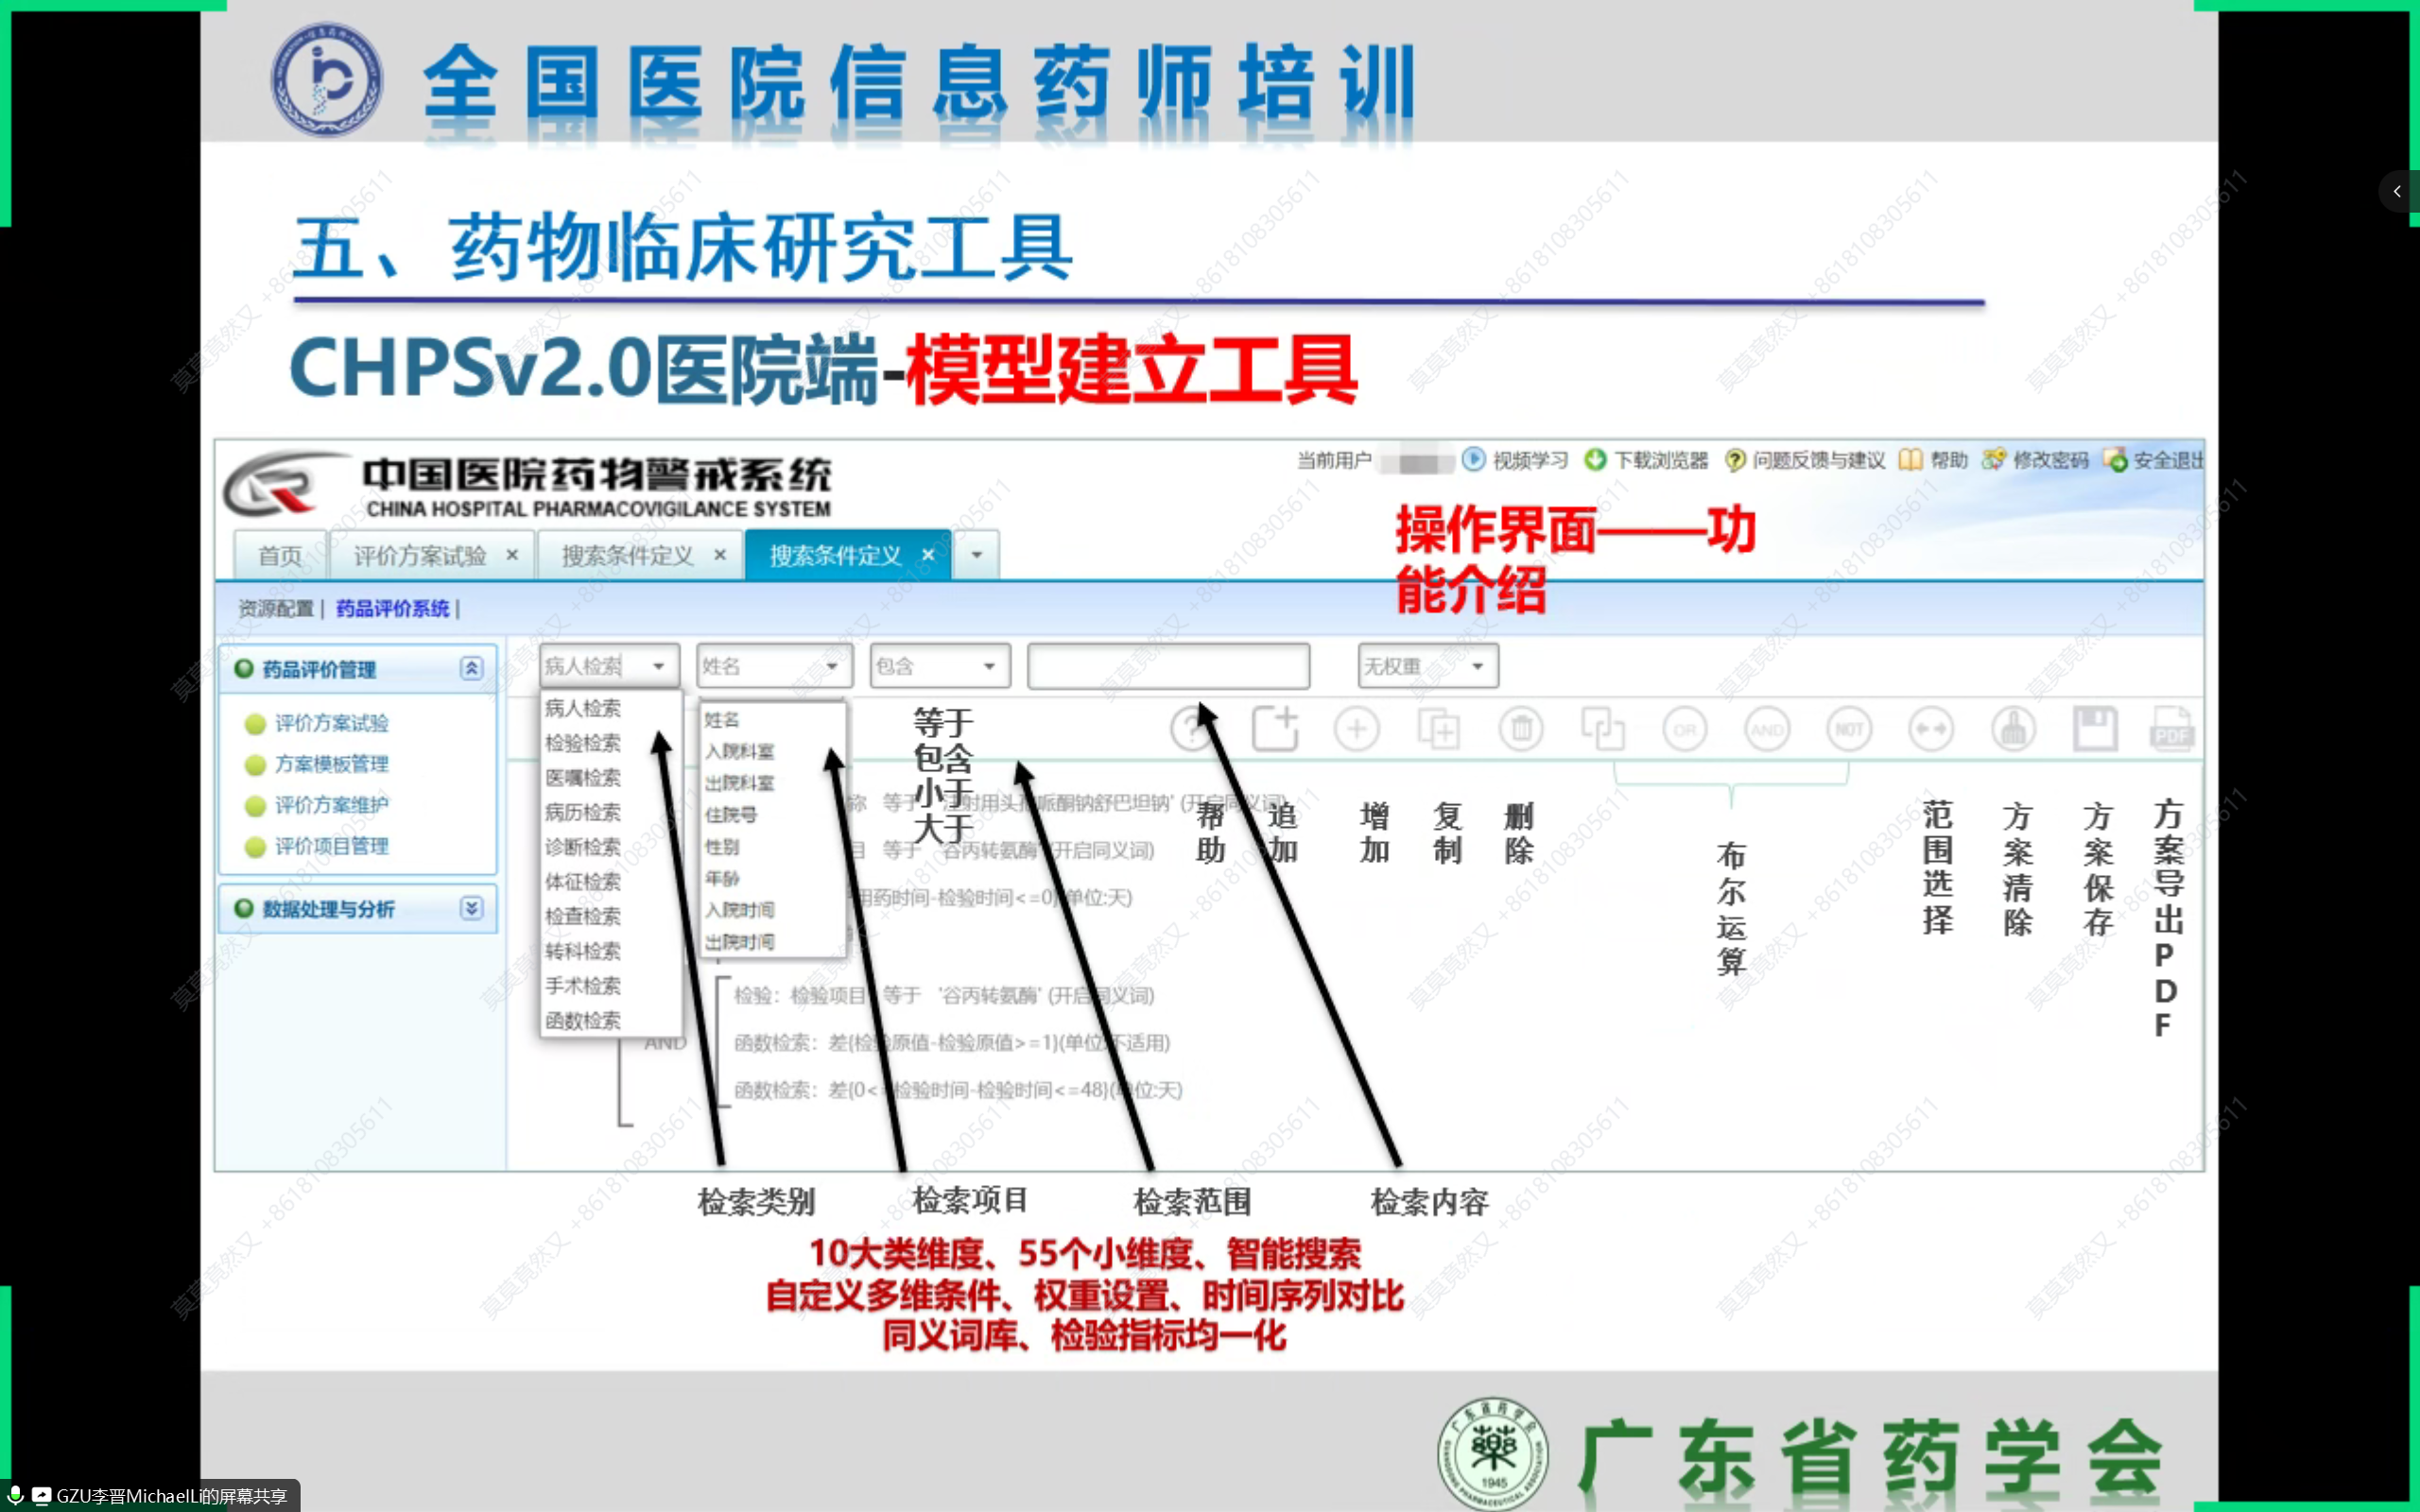 全国医院信息药师培训
五、药物临床研究工具
CHPSv2.0医院端-模型建立工具
中国医院药物警戒系统
CHINA HOSPITAL PHARMACOVIGILANCE SYSTEM
当前用户 视频学习 下载浏览器 问题反馈与建议 帮助 修改密码 安全退出
操作界面——功
能介绍
首页 评价方案试验 × 搜索条件定义 × 搜索条件定义 ×
资源配置 | 药品评价系统 |
药品评价管理
评价方案试验
方案模板管理
评价方案维护
评价项目管理
数据处理与分析
病人检索 姓名 包含 无权重
病人检索
检验检索
医嘱检索
病历检索
诊断检索
体征检索
检查检索
转科检索
手术检索
函数检索
姓名
入院科室
出院科室
住院号
性别
年龄
入院时间
出院时间
等于
包含
小于
大于
OR AND NOT PDF
帮助
追加
增加
复制
删除
布尔运算
范围选择
方案清除
方案保存
方案导出PDF
称 等于 '注射用头孢哌酮钠舒巴坦钠' (开启同义词)
目 等于 '谷丙转氨酶' (开启同义词)
用药时间-检验时间<=0}(单位:天)
检验：检验项目 等于 '谷丙转氨酶' (开启同义词)
AND
函数检索：差{检验原值-检验原值>=1}(单位:不适用)
函数检索：差{0<=检验时间-检验时间<=48}(单位:天)
检索类别
检索项目
检索范围
检索内容
10大类维度、55个小维度、智能搜索
自定义多维条件、权重设置、时间序列对比
同义词库、检验指标均一化
广东省药学会
1945
GZU李晋MichaelLi的屏幕共享
莫莫竟然又 +8618108305611